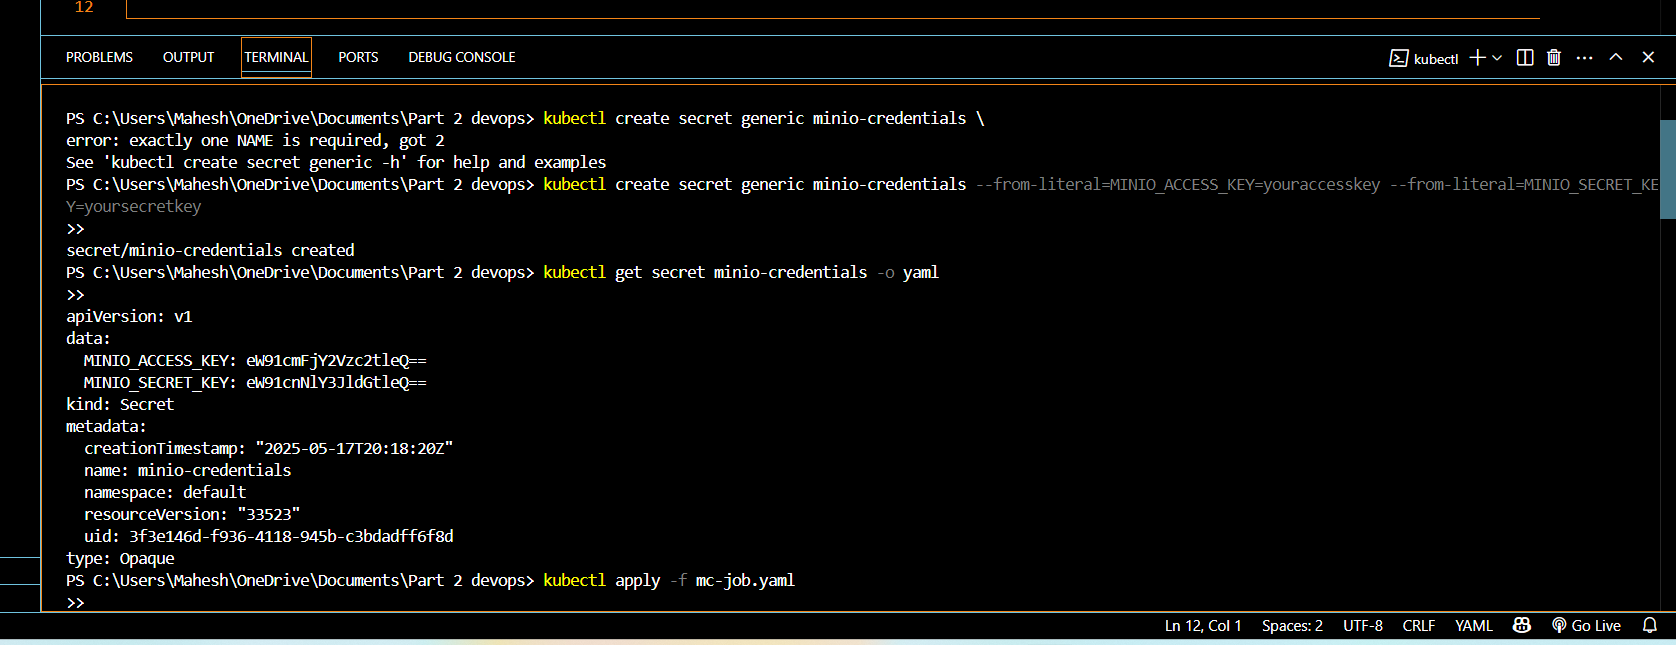 12
PROBLEMS OUTPUT TERMINAL PORTS DEBUG CONSOLE kubectl
PS C:\Users\Mahesh\OneDrive\Documents\Part 2 devops> kubectl create secret generic minio-credentials \
error: exactly one NAME is required, got 2
See 'kubectl create secret generic -h' for help and examples
PS C:\Users\Mahesh\OneDrive\Documents\Part 2 devops> kubectl create secret generic minio-credentials --from-literal=MINIO_ACCESS_KEY=youraccesskey --from-literal=MINIO_SECRET_KE
Y=yoursecretkey
>>
secret/minio-credentials created
PS C:\Users\Mahesh\OneDrive\Documents\Part 2 devops> kubectl get secret minio-credentials -o yaml
>>
apiVersion: v1
data:
  MINIO_ACCESS_KEY: eW91cmFjY2Vzc2tleQ==
  MINIO_SECRET_KEY: eW91cnNlY3JldGtleQ==
kind: Secret
metadata:
  creationTimestamp: "2025-05-17T20:18:20Z"
  name: minio-credentials
  namespace: default
  resourceVersion: "33523"
  uid: 3f3e146d-f936-4118-945b-c3bdadff6f8d
type: Opaque
PS C:\Users\Mahesh\OneDrive\Documents\Part 2 devops> kubectl apply -f mc-job.yaml
>>
Ln 12, Col 1 Spaces: 2 UTF-8 CRLF YAML Go Live